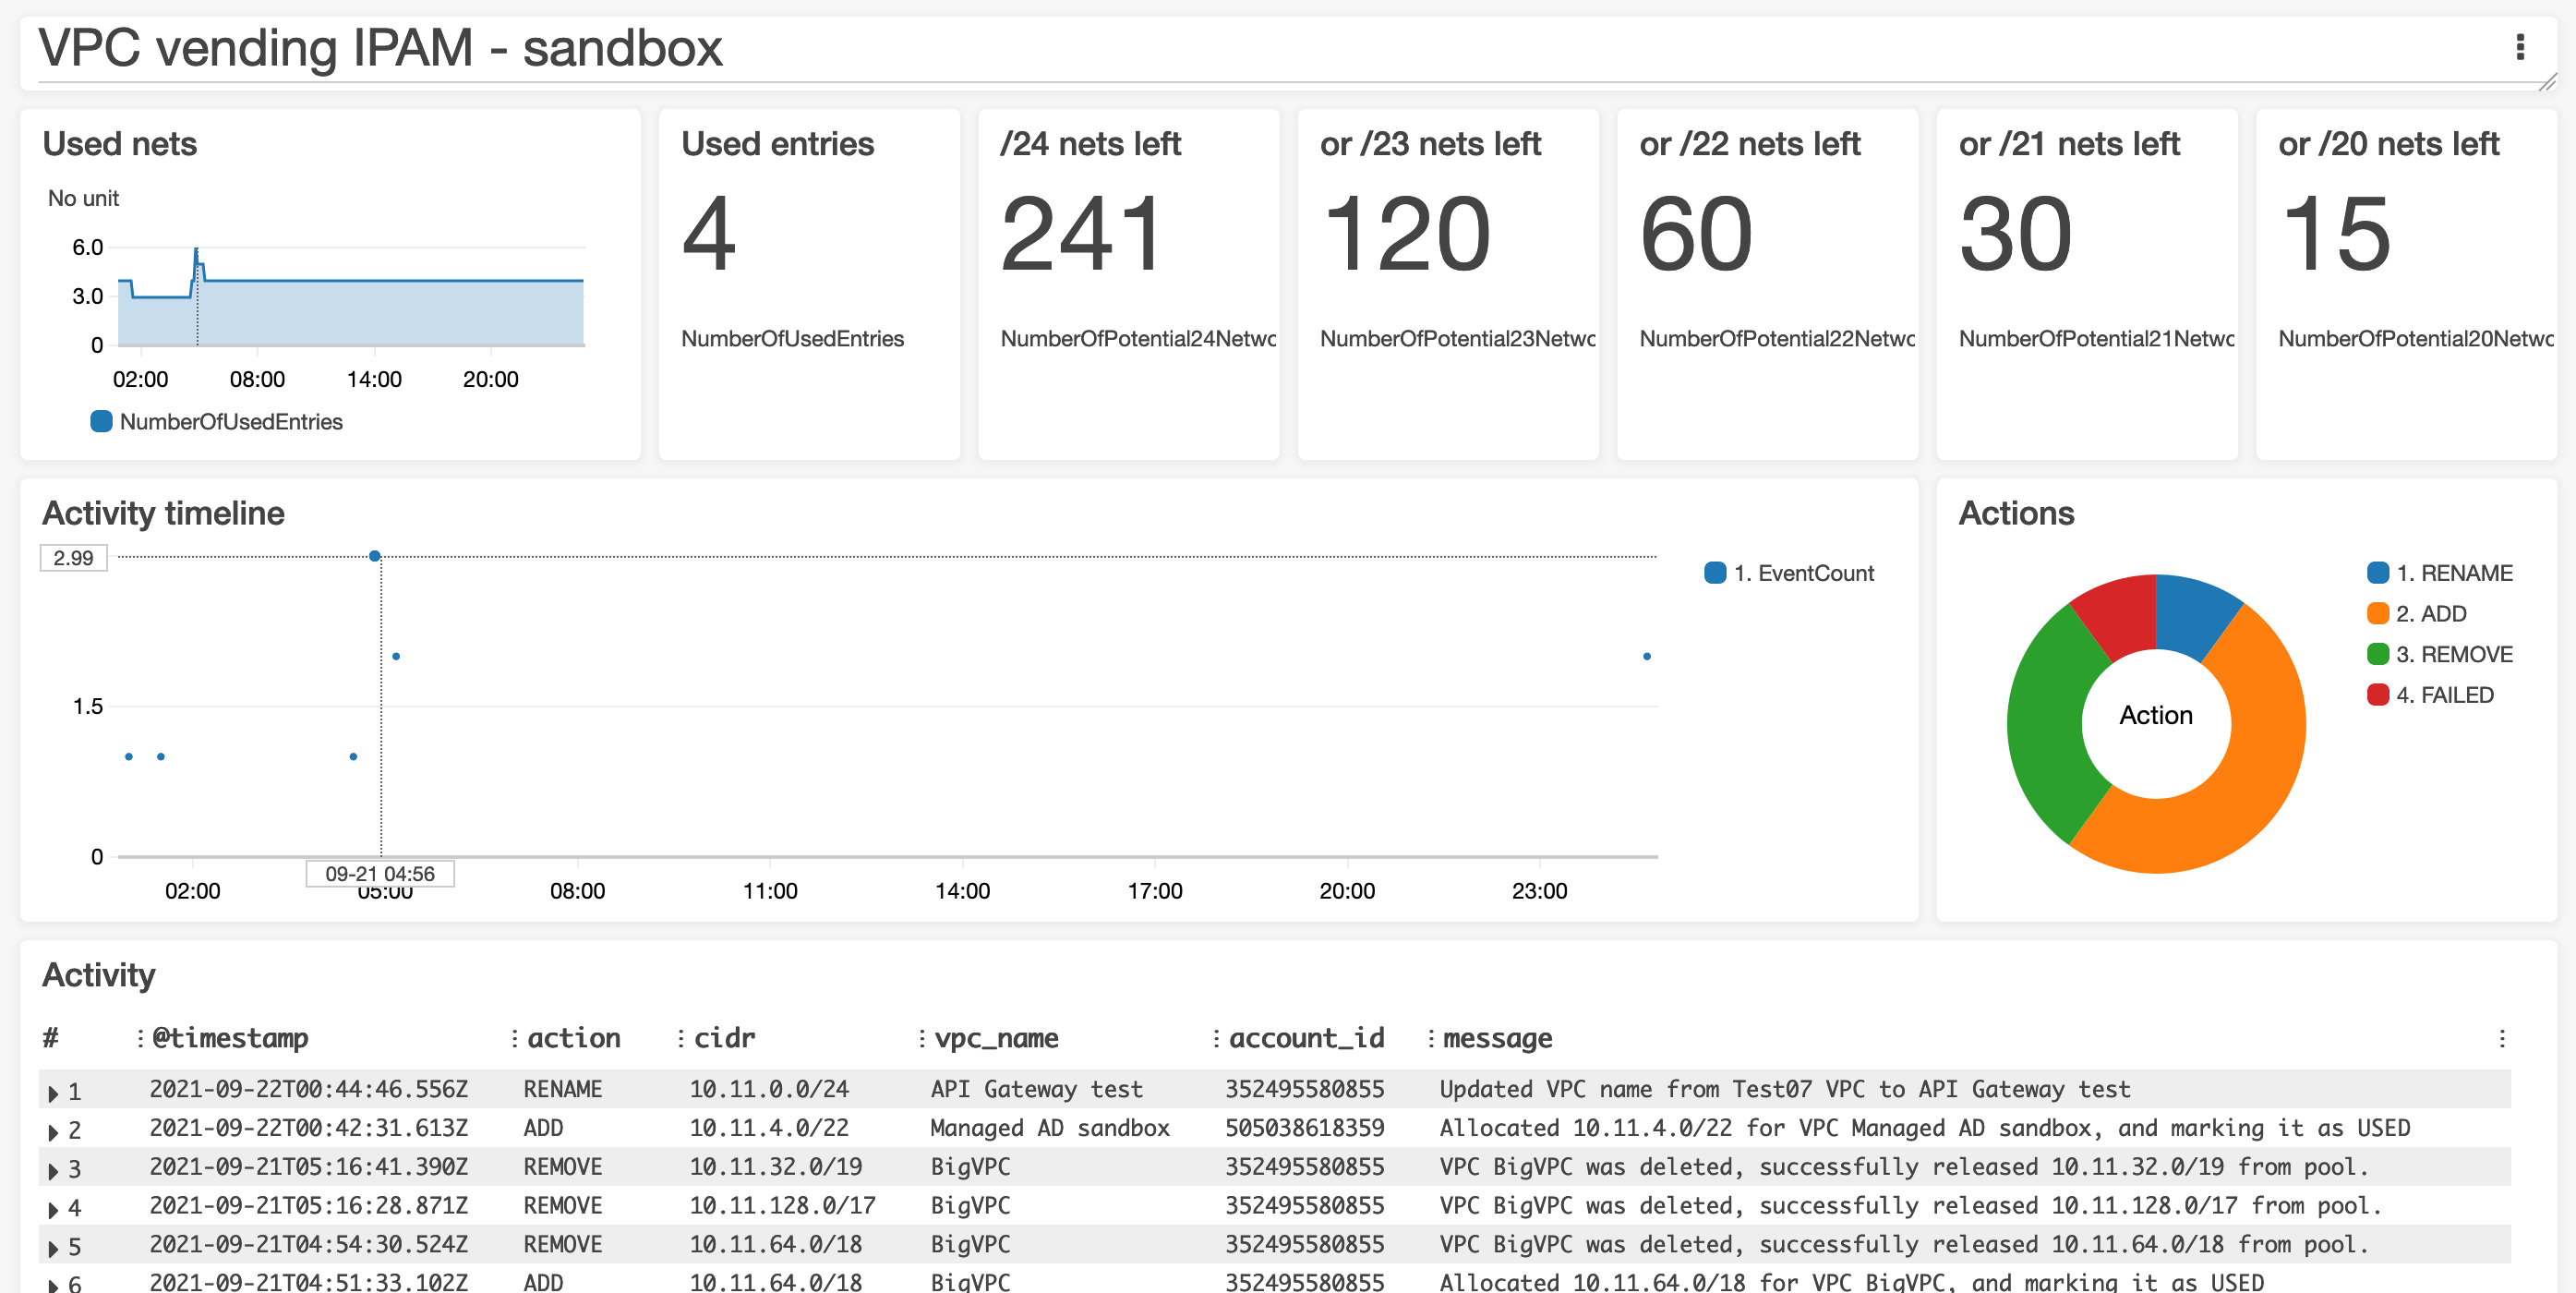 VPC vending IPAM - sandbox
Used nets
No unit
6.0
3.0
0
02:00 08:00 14:00 20:00
NumberOfUsedEntries
Used entries
4
NumberOfUsedEntries
/24 nets left
241
NumberOfPotential24Netwo
or /23 nets left
120
NumberOfPotential23Netwo
or /22 nets left
60
NumberOfPotential22Netwo
or /21 nets left
30
NumberOfPotential21Netwo
or /20 nets left
15
NumberOfPotential20Netwo
Activity timeline
2.99
1.5
0
09-21 04:56
02:00 05:00 08:00 11:00 14:00 17:00 20:00 23:00
1. EventCount
Actions
Action
1. RENAME
2. ADD
3. REMOVE
4. FAILED
Activity
# @timestamp action cidr vpc_name account_id message
1 2021-09-22T00:44:46.556Z RENAME 10.11.0.0/24 API Gateway test 352495580855 Updated VPC name from Test07 VPC to API Gateway test
2 2021-09-22T00:42:31.613Z ADD 10.11.4.0/22 Managed AD sandbox 505038618359 Allocated 10.11.4.0/22 for VPC Managed AD sandbox, and marking it as USED
3 2021-09-21T05:16:41.390Z REMOVE 10.11.32.0/19 BigVPC 352495580855 VPC BigVPC was deleted, successfully released 10.11.32.0/19 from pool.
4 2021-09-21T05:16:28.871Z REMOVE 10.11.128.0/17 BigVPC 352495580855 VPC BigVPC was deleted, successfully released 10.11.128.0/17 from pool.
5 2021-09-21T04:54:30.524Z REMOVE 10.11.64.0/18 BigVPC 352495580855 VPC BigVPC was deleted, successfully released 10.11.64.0/18 from pool.
6 2021-09-21T04:51:33.102Z ADD 10.11.64.0/18 BigVPC 352495580855 Allocated 10.11.64.0/18 for VPC BigVPC, and marking it as USED